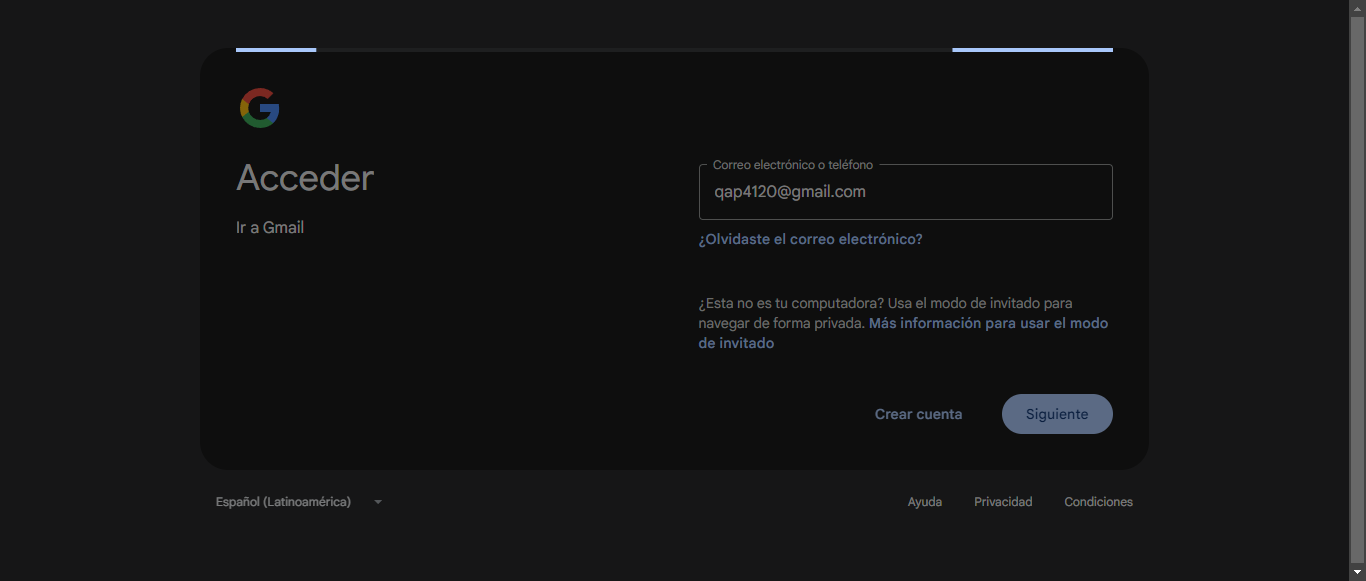 Acceder
Ir a Gmail
Correo electrónico o teléfono
qap4120@gmail.com
¿Olvidaste el correo electrónico?
¿Esta no es tu computadora? Usa el modo de invitado para
navegar de forma privada. Más información para usar el modo
de invitado
Crear cuenta
Siguiente
Español (Latinoamérica)
Ayuda
Privacidad
Condiciones